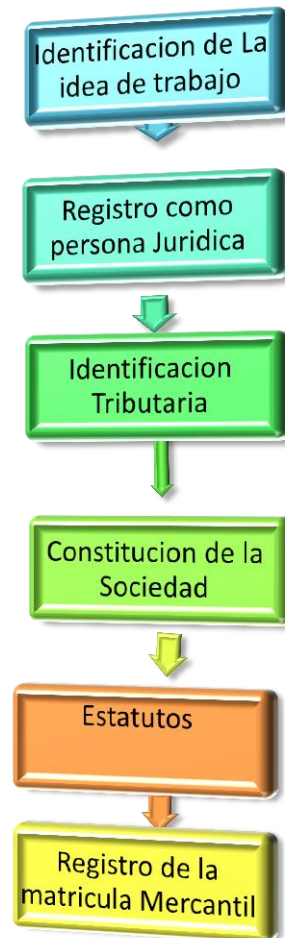 Identificacion de La
idea de trabajo
Registro como
persona Juridica
Identificacion
Tributaria
Constitucion de la
Sociedad
Estatutos
Registro de la
matricula Mercantil